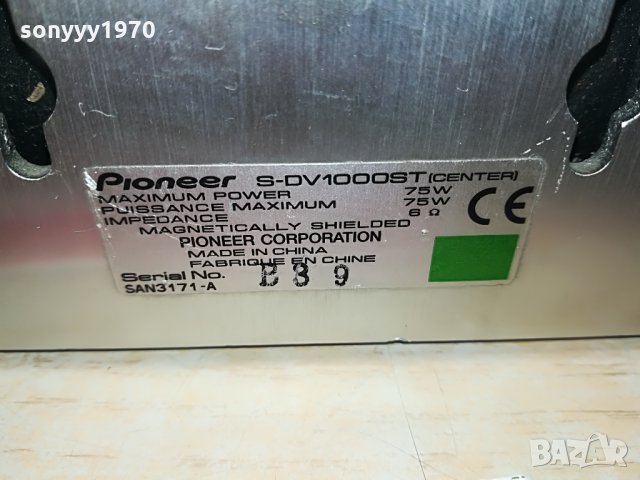 sonyyy1970
Pioneer S-DV1000ST (CENTER)
MAXIMUM POWER 75W
PUISSANCE MAXIMUM 75W
IMPEDANCE 6 Ω
MAGNETICALLY SHIELDED
PIONEER CORPORATION
MADE IN CHINA
FABRIQUE EN CHINE
Serial No. B39
SAN3171-A
CE
BAZAR